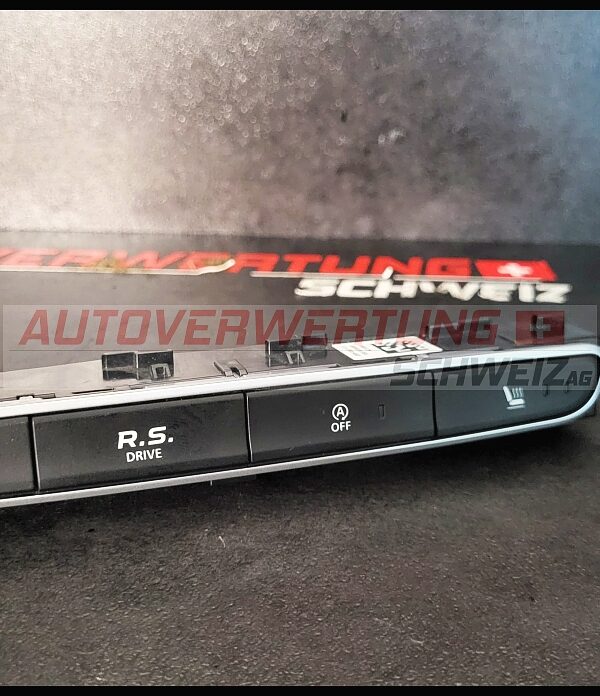 VERWERTUNG
SCHWEIZ
AUTOVERWERTUNG
SCHWEIZ AG
R.S.
DRIVE
A
OFF